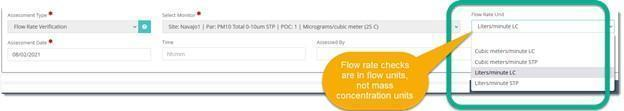 Assessment Type *
Select Monitor *
Flow Rate Unit
Flow Rate Verification
Site: Navajo1 | Par: PM10 Total 0-10um STP | POC: 1 | Micrograms/cubic meter (25 C)
Liters/minute LC
Assessment Date *
Time
Assessed By
08/02/2021
hh:mm
Cubic meters/minute LC
Cubic meters/minute STP
Liters/minute LC
Liters/minute STP
Flow rate checks
are in flow units,
not mass
concentration units